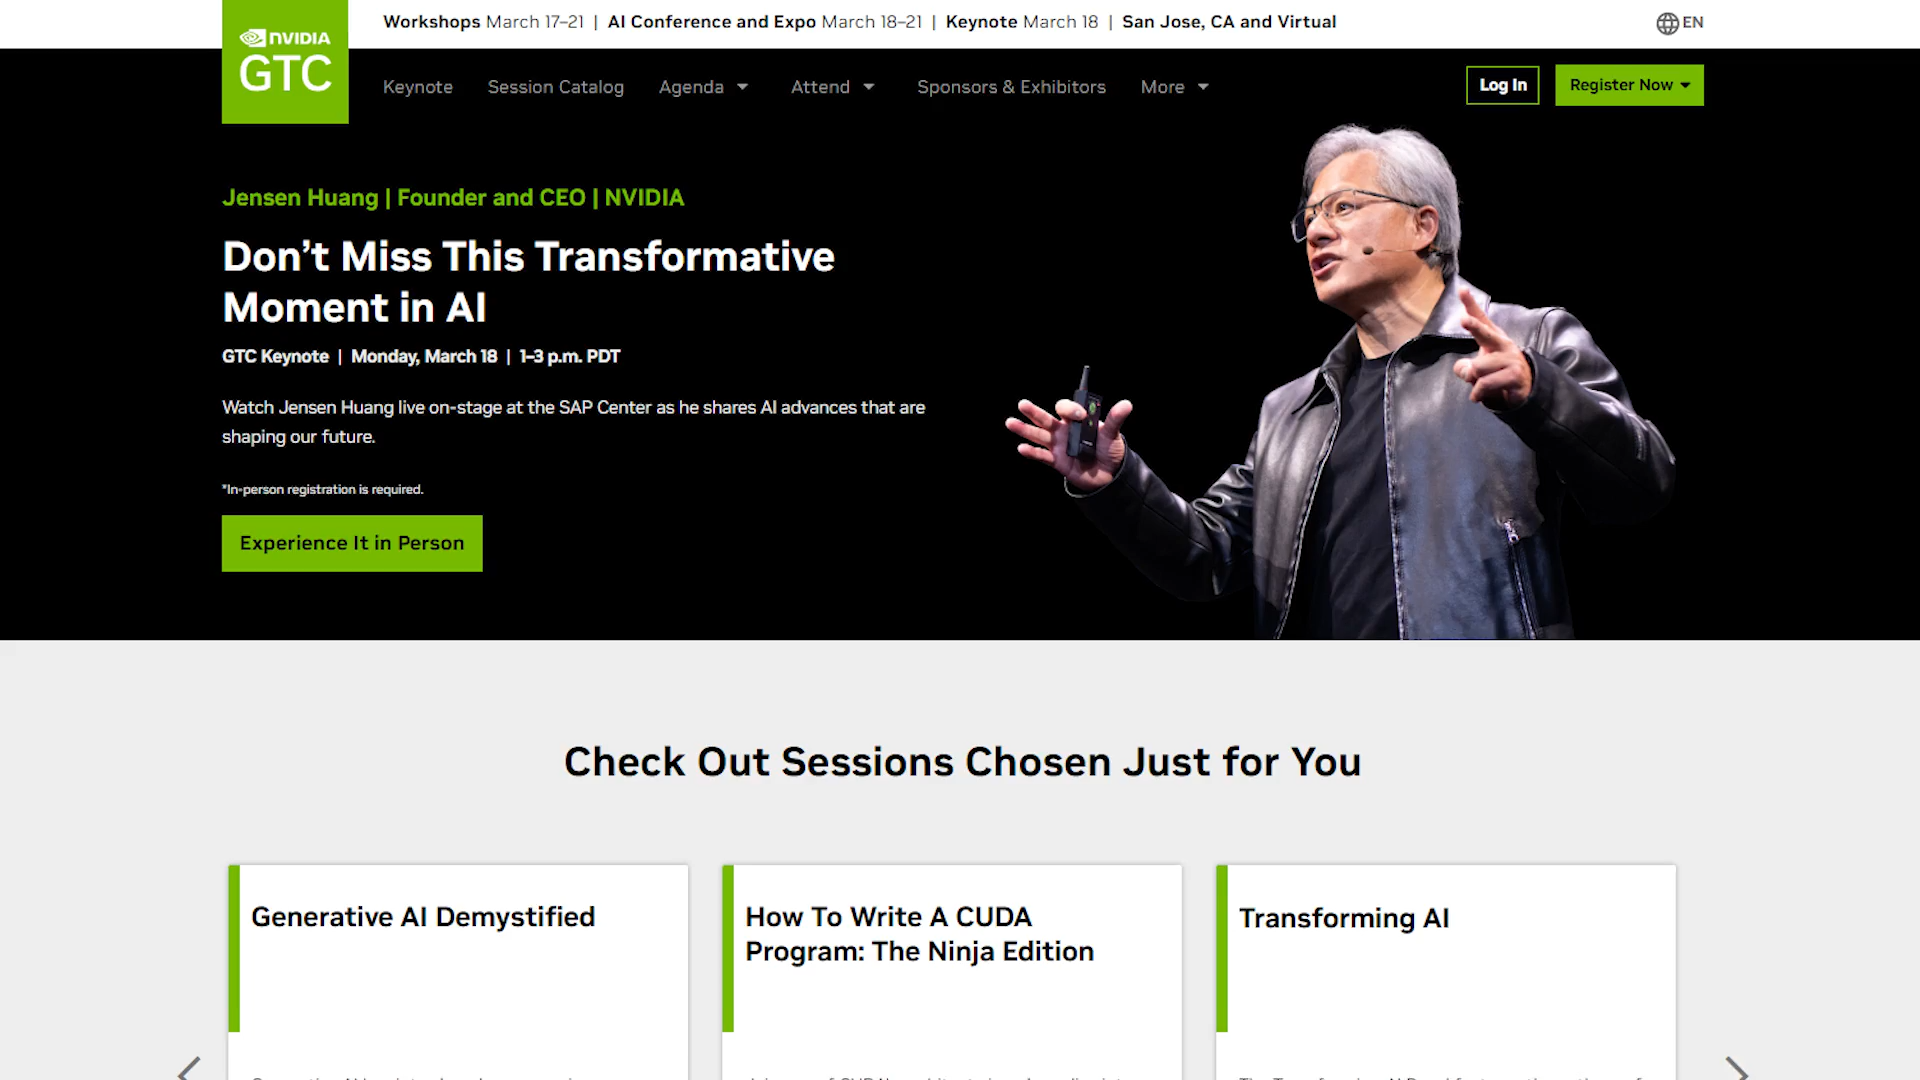 Workshops March 17–21 | AI Conference and Expo March 18–21 | Keynote March 18 | San Jose, CA and Virtual
EN
NVIDIA
GTC
Keynote Session Catalog Agenda Attend Sponsors & Exhibitors More
Log In
Register Now
Jensen Huang | Founder and CEO | NVIDIA
Don’t Miss This Transformative
Moment in AI
GTC Keynote | Monday, March 18 | 1–3 p.m. PDT
Watch Jensen Huang live on-stage at the SAP Center as he shares AI advances that are
shaping our future.
*In-person registration is required.
Experience It in Person
Check Out Sessions Chosen Just for You
Generative AI Demystified
How To Write A CUDA
Program: The Ninja Edition
Transforming AI